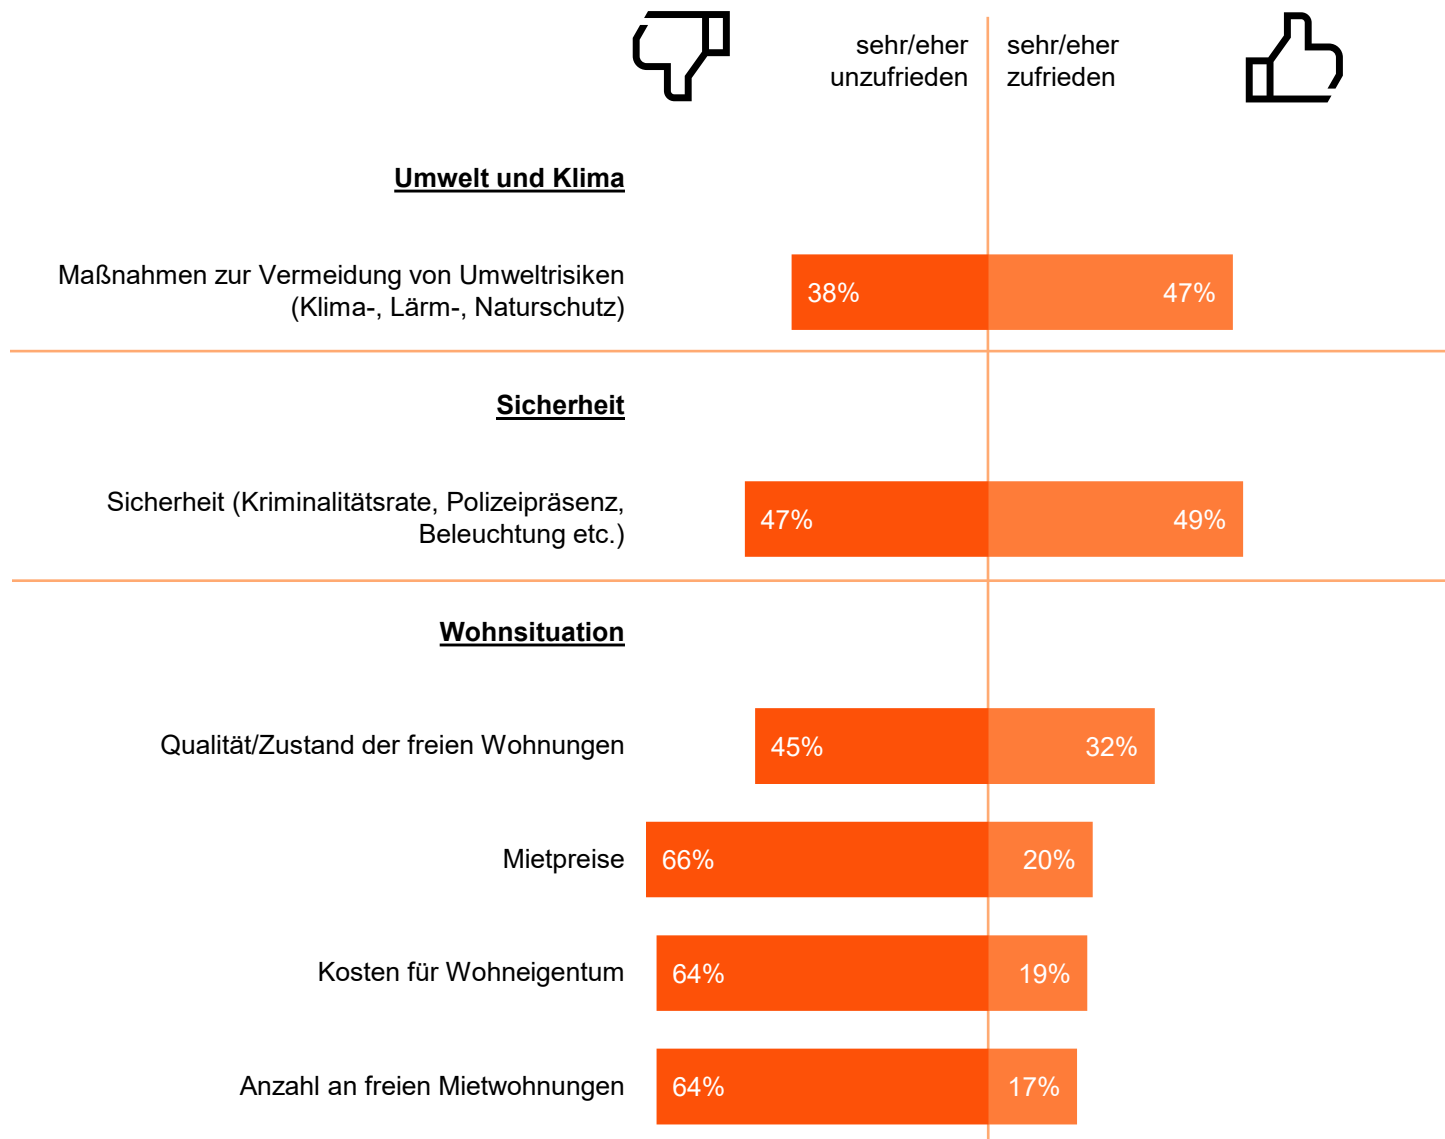 sehr/eher
unzufrieden
sehr/eher
zufrieden
Umwelt und Klima
Maßnahmen zur Vermeidung von Umweltrisiken
(Klima-, Lärm-, Naturschutz)
38%
47%
Sicherheit
Sicherheit (Kriminalitätsrate, Polizeipräsenz,
Beleuchtung etc.)
47%
49%
Wohnsituation
Qualität/Zustand der freien Wohnungen
45%
32%
Mietpreise
66%
20%
Kosten für Wohneigentum
64%
19%
Anzahl an freien Mietwohnungen
64%
17%